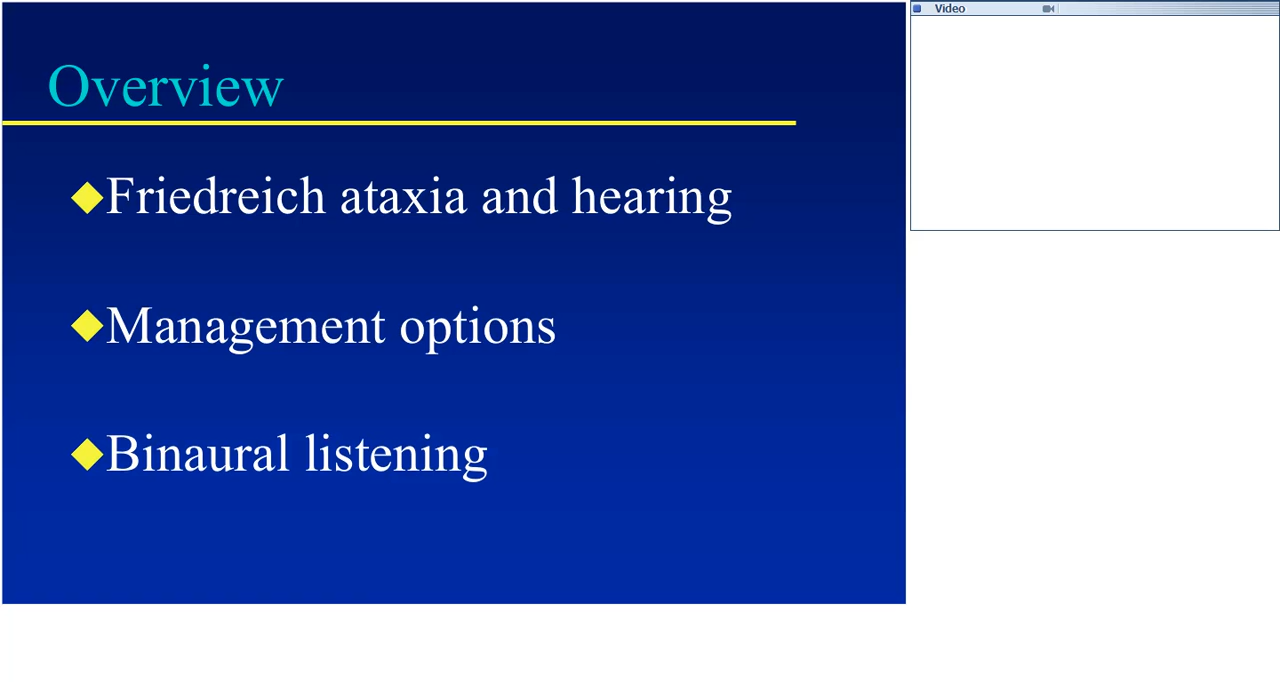 Overview
Friedreich ataxia and hearing
Management options
Binaural listening
Video